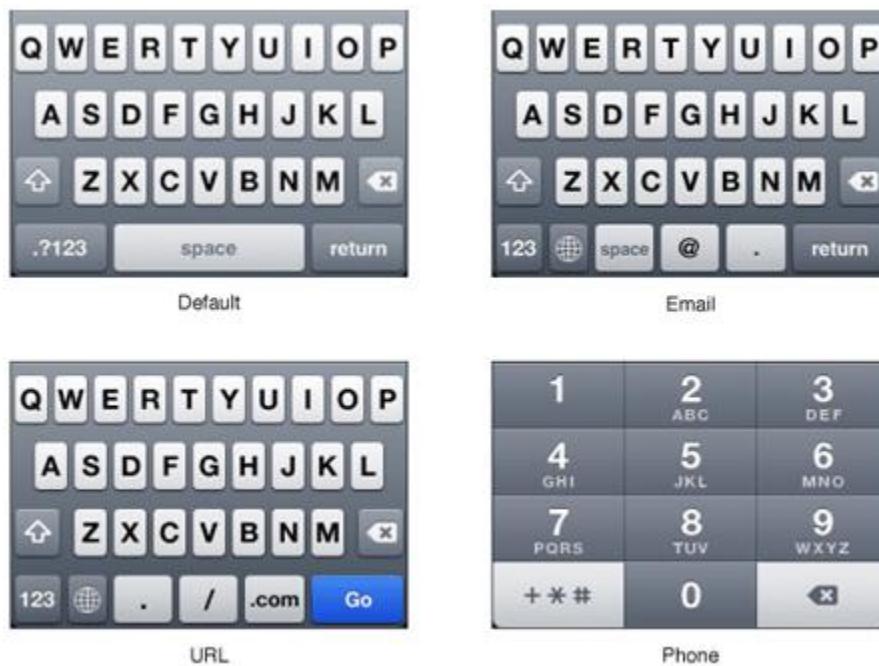 Q W E R T Y U I O P
A S D F G H J K L
Z X C V B N M
.?123 space return
Default
Q W E R T Y U I O P
A S D F G H J K L
Z X C V B N M
123 space @ . return
Email
Q W E R T Y U I O P
A S D F G H J K L
Z X C V B N M
123 . / .com Go
URL
1 2 3
ABC DEF
4 5 6
GHI JKL MNO
7 8 9
PQRS TUV WXYZ
+*# 0
Phone